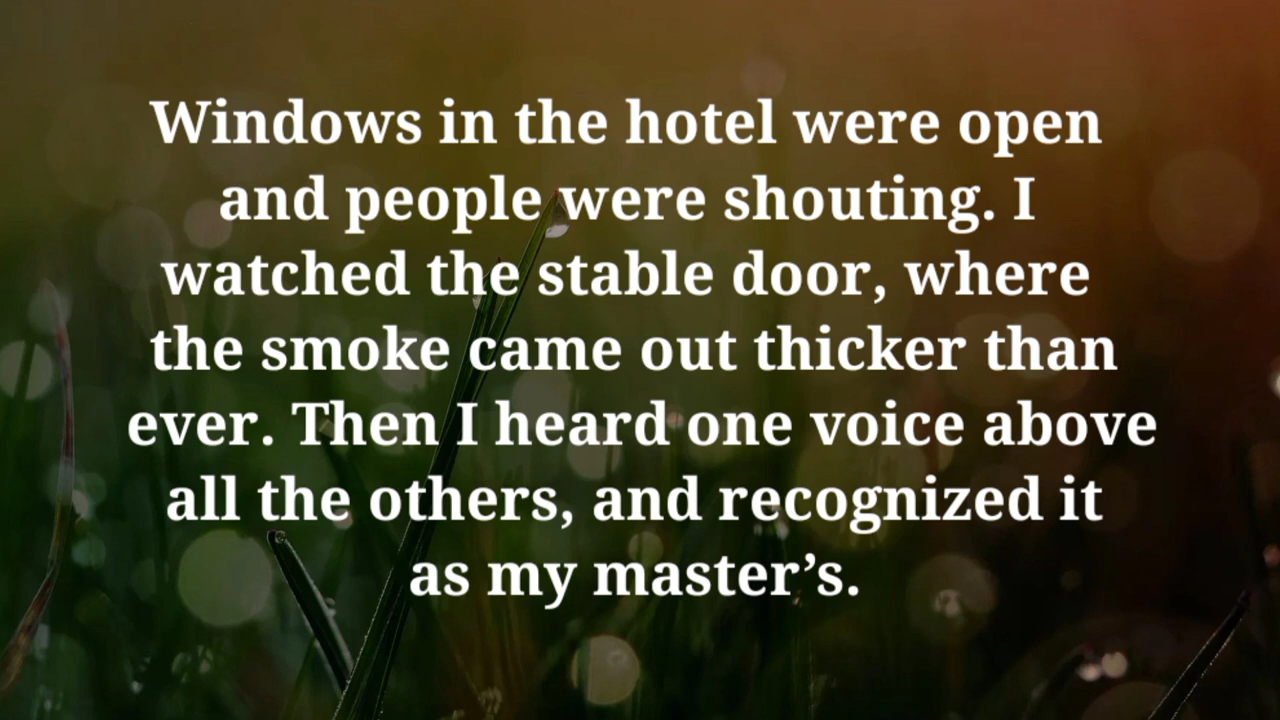 Windows in the hotel were open
and people were shouting. I
watched the stable door, where
the smoke came out thicker than
ever. Then I heard one voice above
all the others, and recognized it
as my master’s.